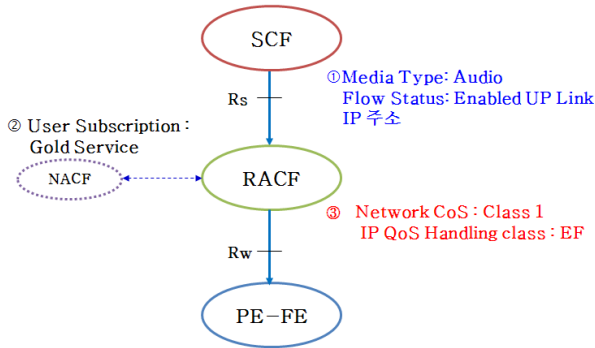 SCF
①Media Type: Audio
Flow Status: Enabled UP Link
IP 주소
Rs
② User Subscription :
Gold Service
NACF
RACF
③ Network CoS : Class 1
IP QoS Handling class : EF
Rw
PE-FE